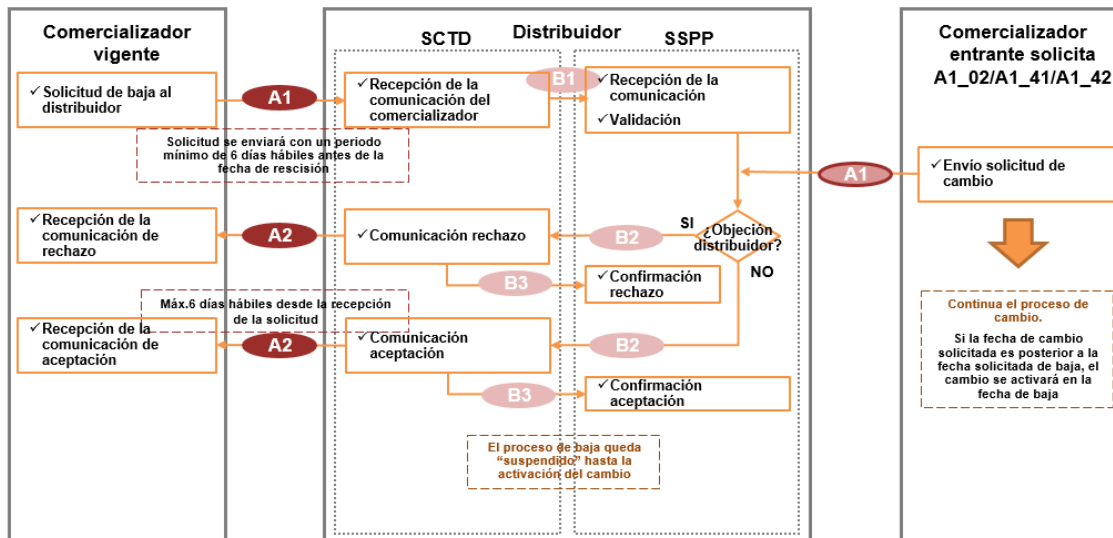 Comercializador
vigente
Distribuidor
SCTD
SSPP
Comercializador
entrante solicita
A1_02/A1_41/A1_42
✓ Solicitud de baja al
distribuidor
A1
✓ Recepción de la
comunicación del
comercializador
B1
✓ Recepción de la
comunicación
✓ Validación
Solicitud se enviará con un periodo
mínimo de 6 días hábiles antes de la
fecha de rescisión
A1
✓ Envío solicitud de
cambio
✓ Recepción de la
comunicación de
rechazo
A2
✓ Comunicación rechazo
B2
SI
¿Objeción
distribuidor?
NO
B3
✓ Confirmación
rechazo
Máx.6 días hábiles desde la recepción
de la solicitud
✓ Recepción de la
comunicación de
aceptación
A2
✓ Comunicación
aceptación
B2
B3
✓ Confirmación
aceptación
El proceso de baja queda
“suspendido” hasta la
activación del cambio
Continua el proceso de
cambio.
Si la fecha de cambio
solicitada es posterior a la
fecha solicitada de baja, el
cambio se activará en la
fecha de baja